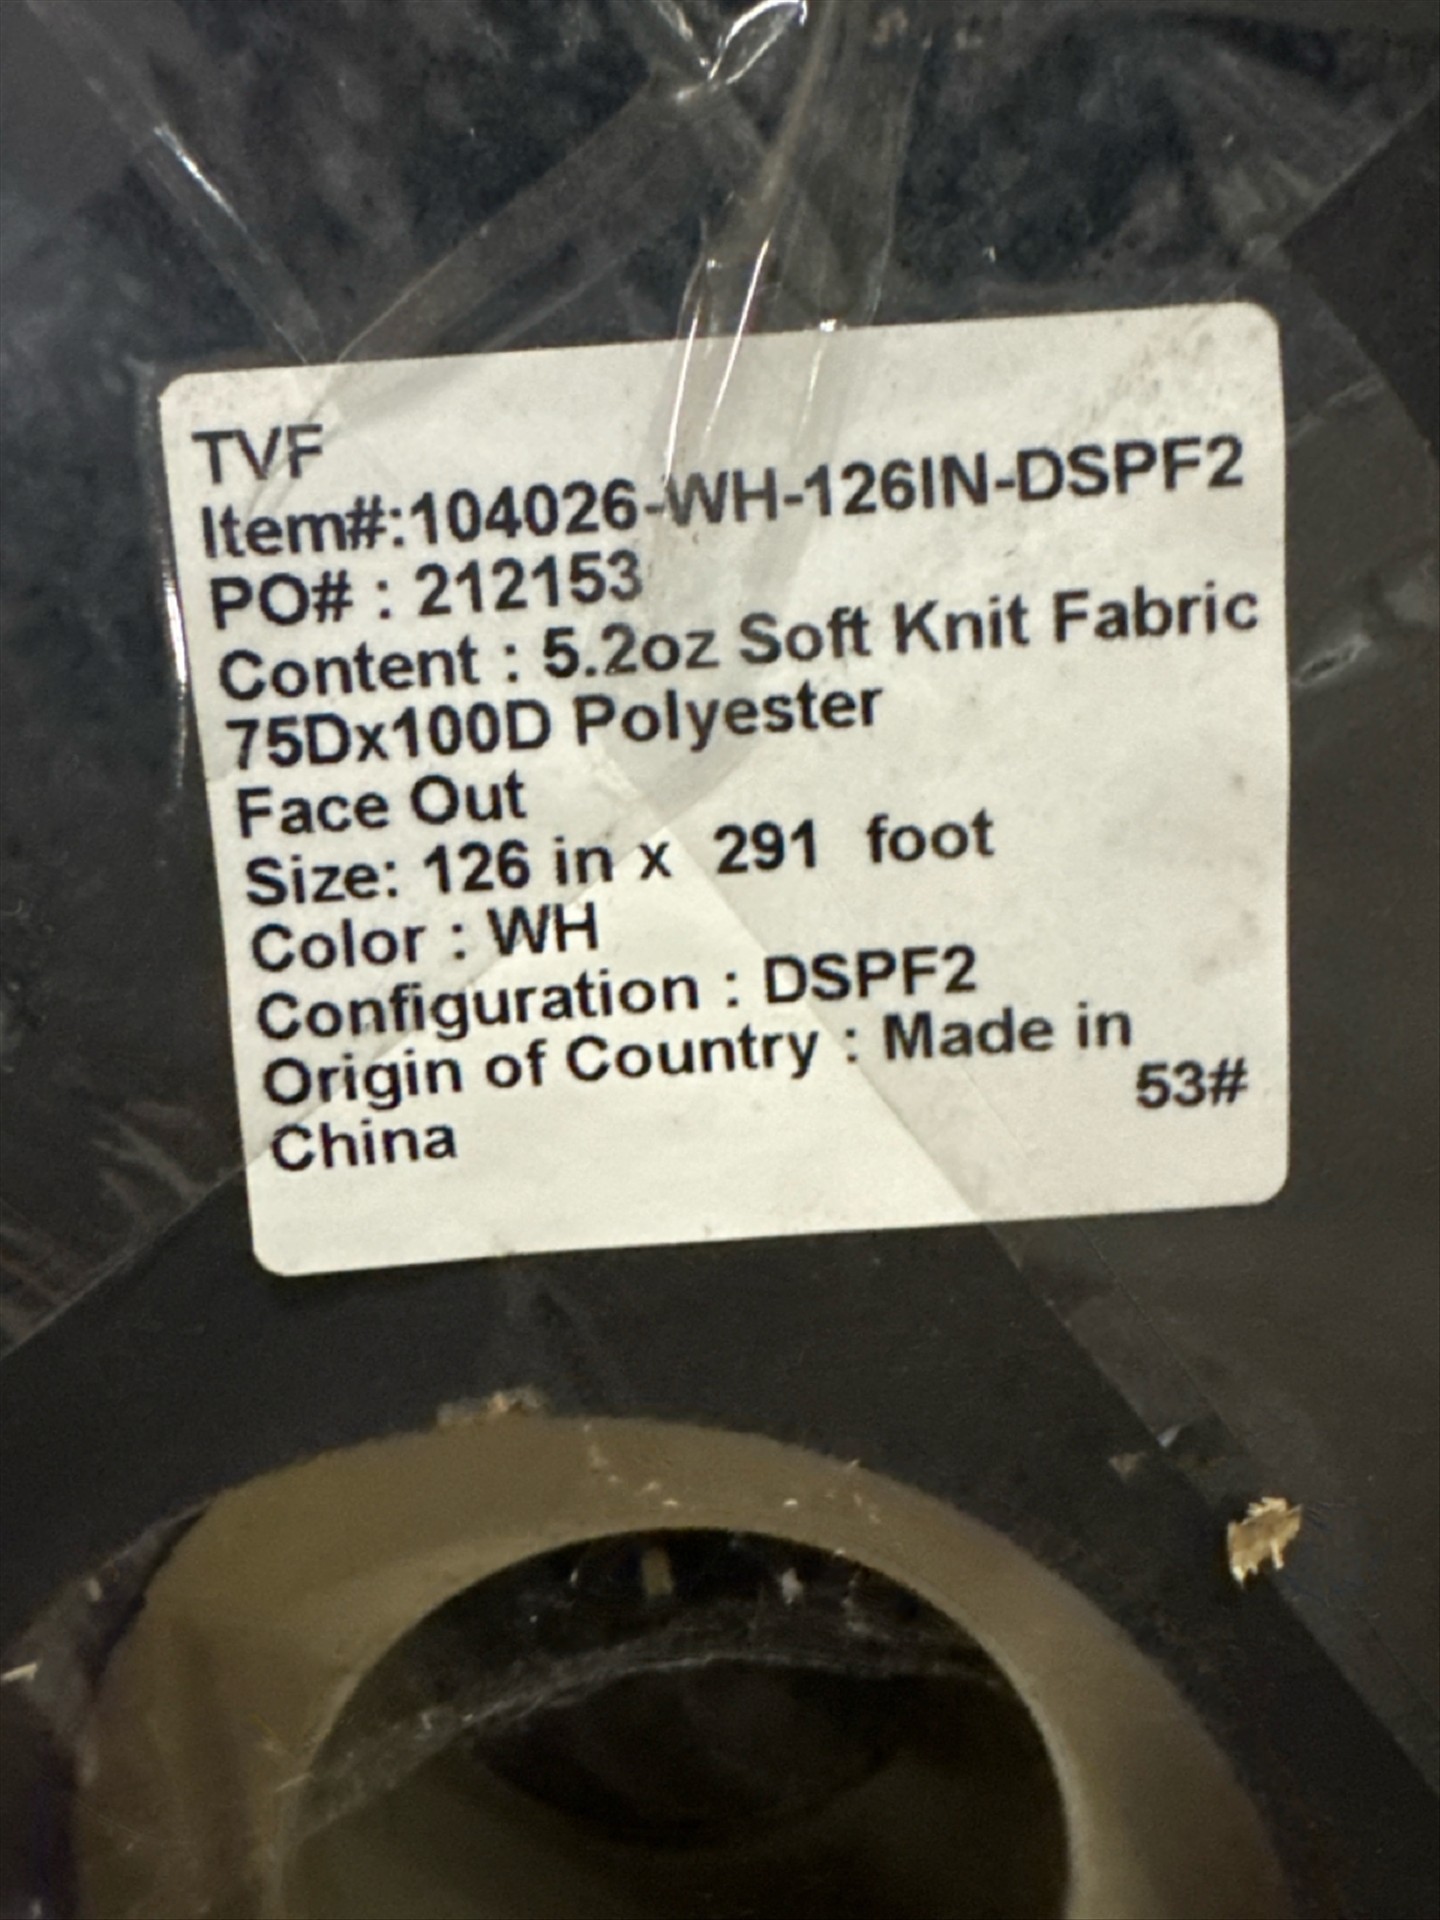 TVF
Item#:104026-WH-126IN-DSPF2
PO# : 212153
Content : 5.2oz Soft Knit Fabric
75Dx100D Polyester
Face Out
Size: 126 in x 291 foot
Color : WH
Configuration : DSPF2
Origin of Country : Made in
China
53#